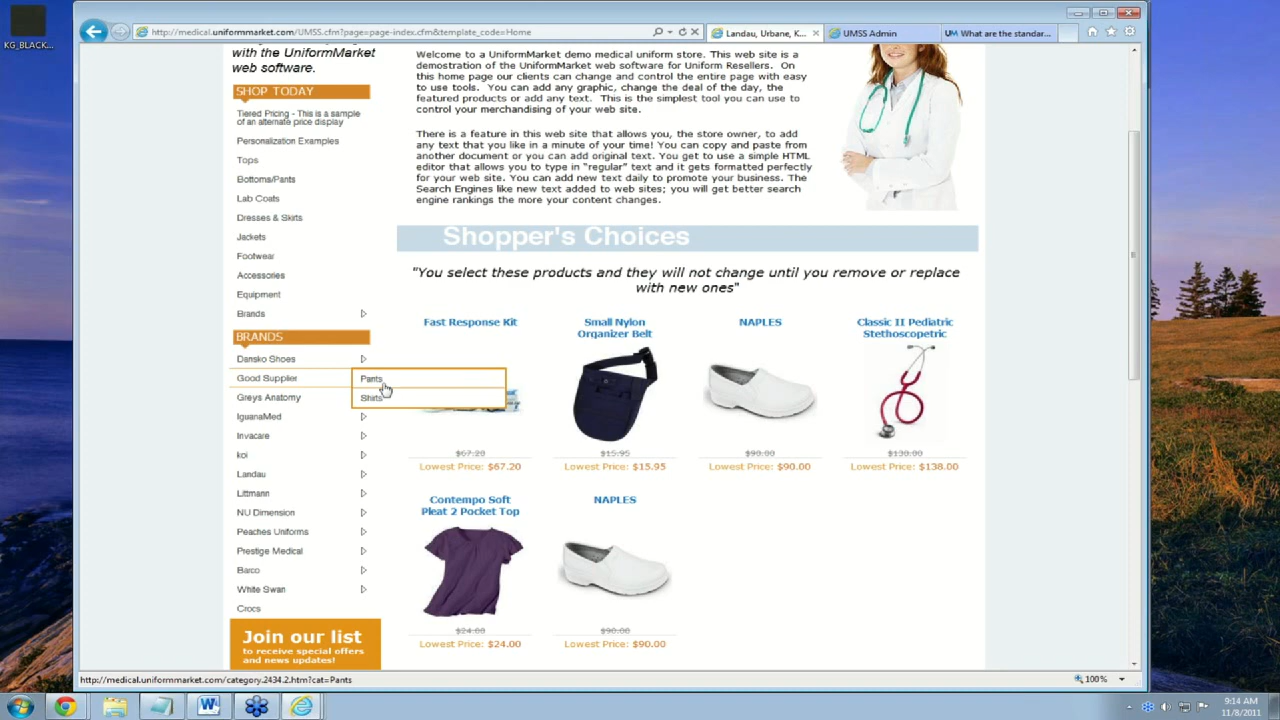 KG_BLACK...
http://medical.uniformmarket.com/UMSS.cfm?page=page-index.cfm&template_code=Home
Landau, Urbane, K...
UMSS Admin
UM What are the standar...
with the UniformMarket
web software.
SHOP TODAY
Tiered Pricing - This is a sample
of an alternate price display
Personalization Examples
Tops
Bottoms/Pants
Lab Coats
Dresses & Skirts
Jackets
Footwear
Accessories
Equipment
Brands
BRANDS
Dansko Shoes
Good Supplier
Pants
Greys Anatomy
Shirts
IguanaMed
Invacare
koi
Landau
Littmann
NU Dimension
Peaches Uniforms
Prestige Medical
Barco
White Swan
Crocs
Join our list
to receive special offers
and news updates!
Welcome to a UniformMarket demo medical uniform store. This web site is a
demostration of the UniformMarket web software for Uniform Resellers. On
this home page our clients can change and control the entire page with easy
to use tools. You can add any graphic, change the deal of the day, the
featured products or add any text. This is the simplest tool you can use to
control your merchandising of your web site.
There is a feature in this web site that allows you, the store owner, to add
any text that you like in a minute of your time! You can copy and paste from
another document or you can add original text. You get to use a simple HTML
editor that allows you to type in "regular" text and it gets formatted perfectly
for your web site. You can add new text daily to promote your business. The
Search Engines like new text added to web sites; you will get better search
engine rankings the more your content changes.
Shopper's Choices
"You select these products and they will not change until you remove or replace
with new ones"
Fast Response Kit
$67.20
Lowest Price: $67.20
Small Nylon
Organizer Belt
$15.95
Lowest Price: $15.95
NAPLES
$90.00
Lowest Price: $90.00
Classic II Pediatric
Stethoscopetric
$138.00
Lowest Price: $138.00
Contempo Soft
Pleat 2 Pocket Top
$24.00
Lowest Price: $24.00
NAPLES
$90.00
Lowest Price: $90.00
http://medical.uniformmarket.com/category.2434.2.htm?cat=Pants
100%
9:14 AM
11/8/2011